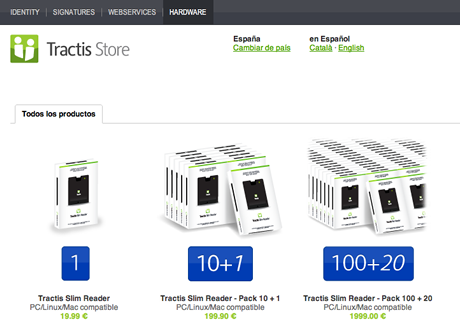 IDENTITY | SIGNATURES | WEBSERVICES | HARDWARE
Tractis Store
España
Cambiar de país
en Español
Català · English
Todos los productos
1
10+1
100+20
Tractis Slim Reader
PC/Linux/Mac compatible
19.99 €
Tractis Slim Reader - Pack 10 + 1
PC/Linux/Mac compatible
199.90 €
Tractis Slim Reader - Pack 100 + 20
PC/Linux/Mac compatible
1999.00 €